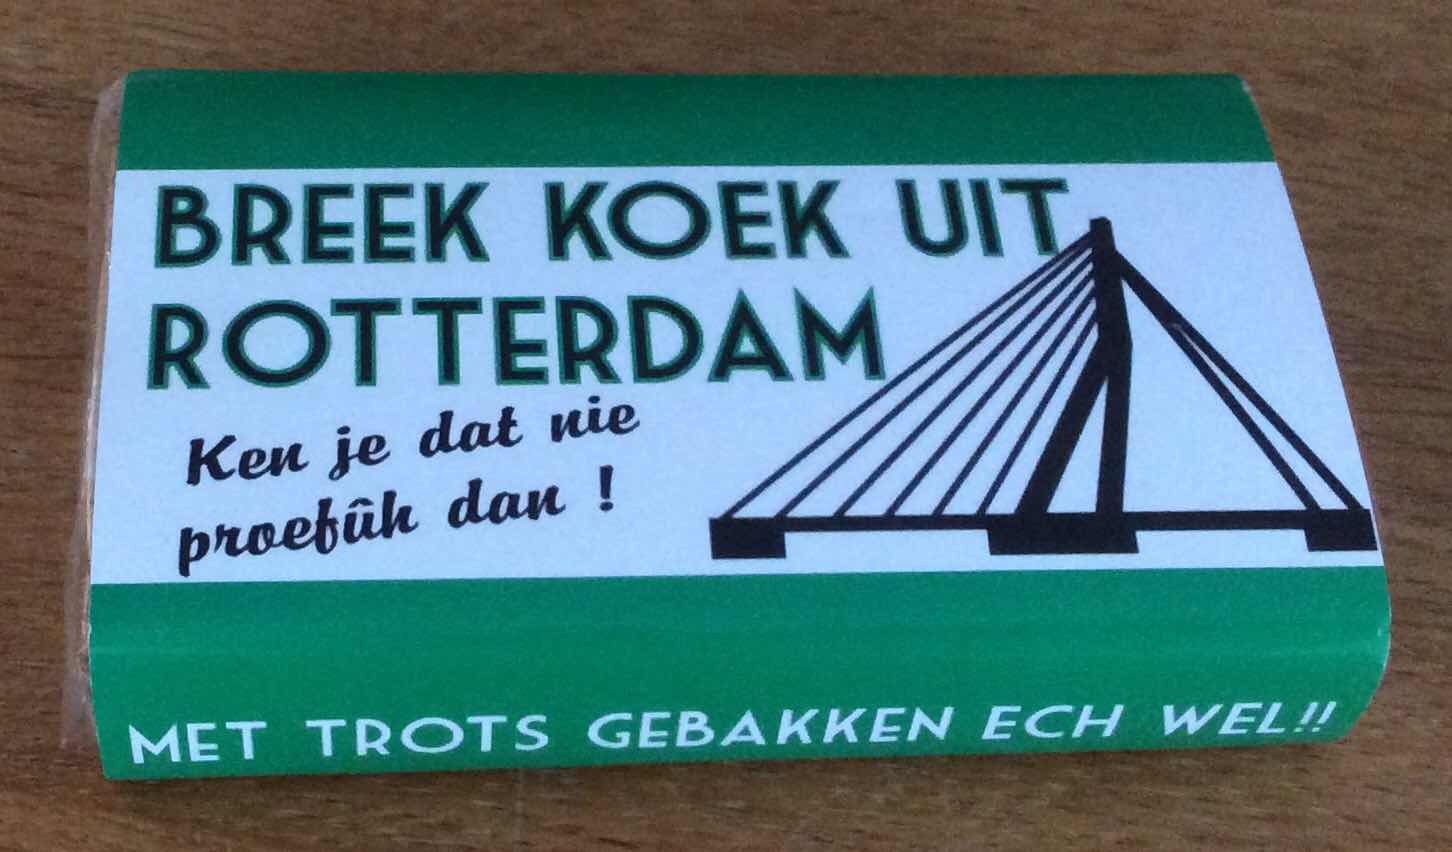 BREEK KOEK UIT
ROTTERDAM
Ken je dat nie
proefûh dan !
MET TROTS GEBAKKEN ECH WEL!!